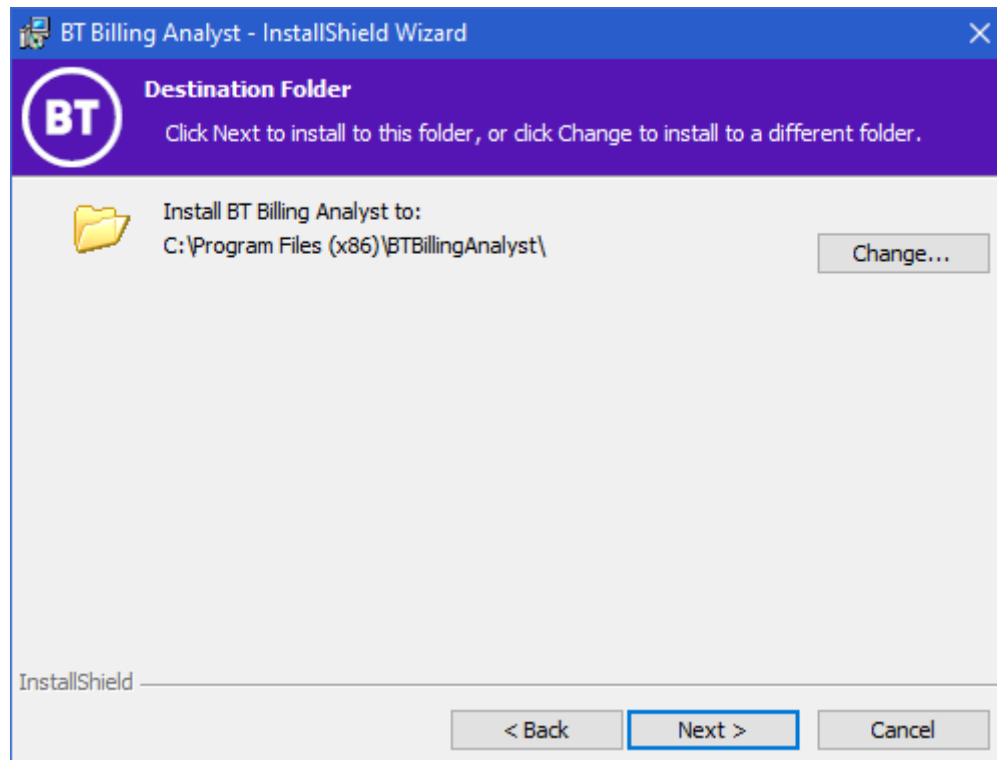 BT Billing Analyst - InstallShield Wizard
BT
Destination Folder
Click Next to install to this folder, or click Change to install to a different folder.
Install BT Billing Analyst to:
C:\Program Files (x86)\BTBillingAnalyst\
Change...
InstallShield
< Back
Next >
Cancel